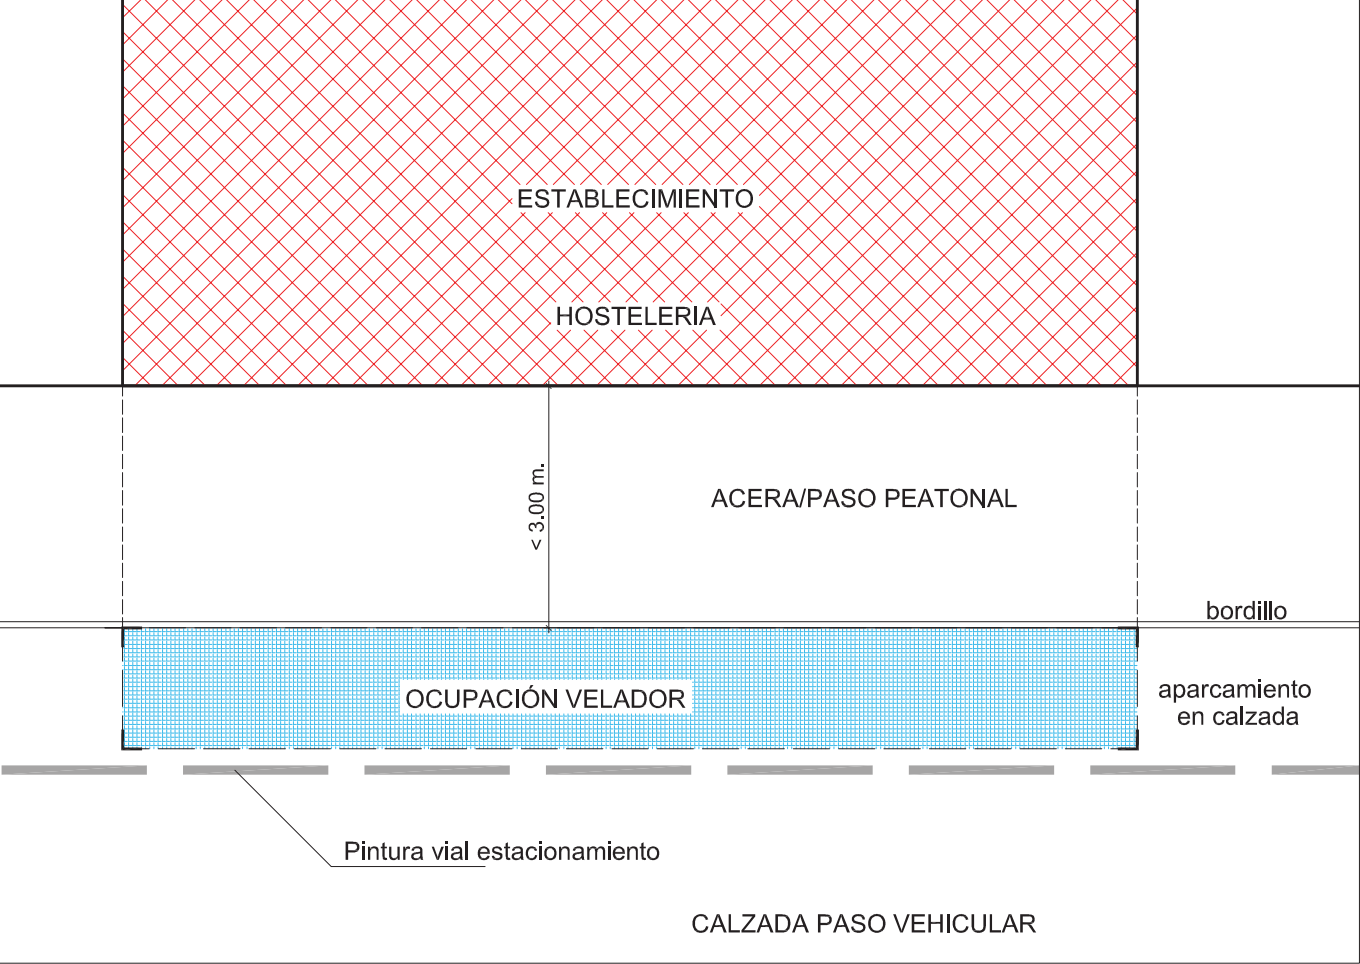 ESTABLECIMIENTO
HOSTELERIA
< 3.00 m.
ACERA/PASO PEATONAL
bordillo
OCUPACIÓN VELADOR
aparcamiento
en calzada
Pintura vial estacionamiento
CALZADA PASO VEHICULAR